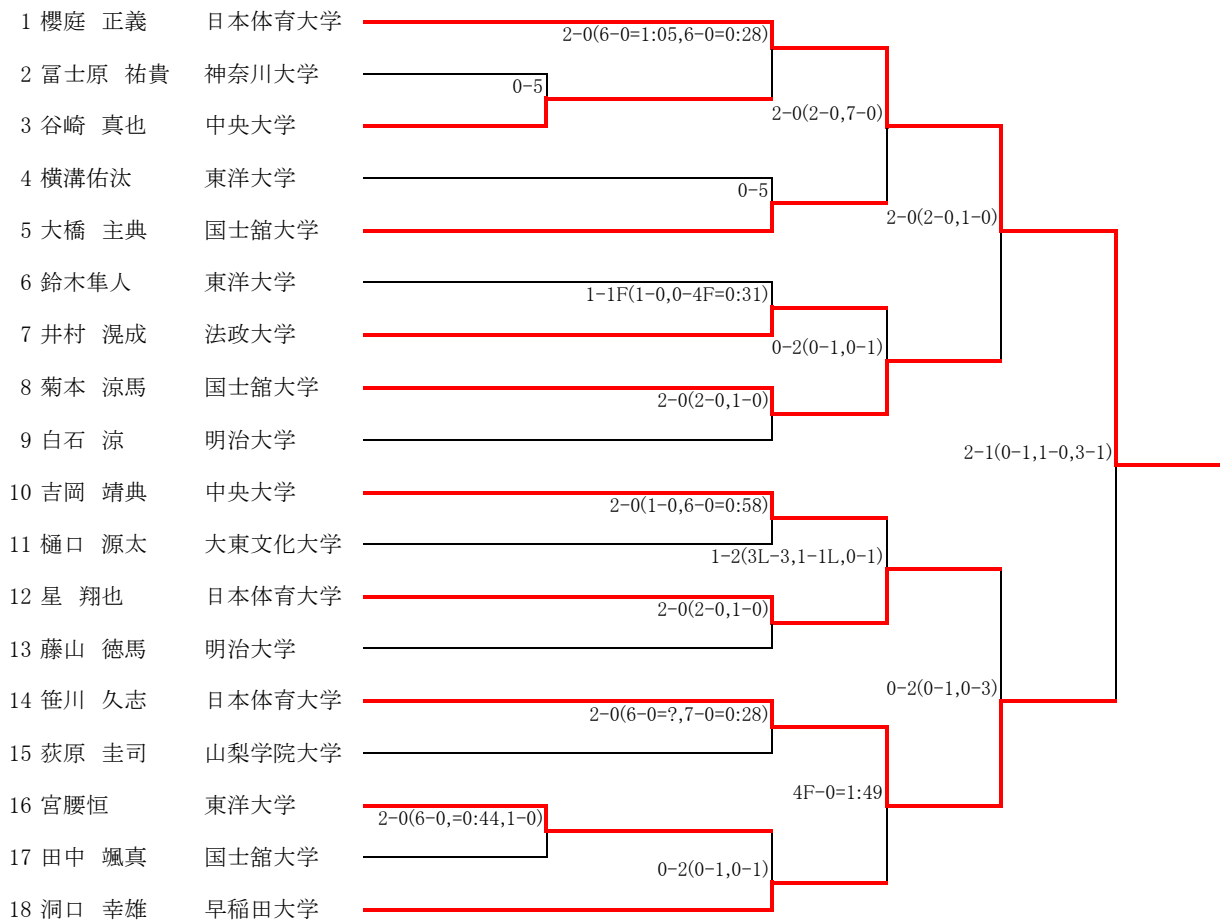 1 櫻庭 正義 日本体育大学
2-0(6-0=1:05,6-0=0:28)
2 冨士原 祐貴 神奈川大学
0-5
2-0(2-0,7-0)
3 谷崎 真也 中央大学
4 横溝佑汰 東洋大学
0-5
2-0(2-0,1-0)
5 大橋 主典 国士舘大学
6 鈴木隼人 東洋大学
1-1F(1-0,0-4F=0:31)
7 井村 滉成 法政大学
0-2(0-1,0-1)
8 菊本 涼馬 国士舘大学
2-0(2-0,1-0)
9 白石 涼 明治大学
2-1(0-1,1-0,3-1)
10 吉岡 靖典 中央大学
2-0(1-0,6-0=0:58)
11 樋口 源太 大東文化大学
1-2(3L-3,1-1L,0-1)
12 星 翔也 日本体育大学
2-0(2-0,1-0)
13 藤山 徳馬 明治大学
0-2(0-1,0-3)
14 笹川 久志 日本体育大学
2-0(6-0=?,7-0=0:28)
15 荻原 圭司 山梨学院大学
4F-0=1:49
16 宮腰恒 東洋大学
2-0(6-0,=0:44,1-0)
17 田中 颯真 国士舘大学
0-2(0-1,0-1)
18 洞口 幸雄 早稲田大学